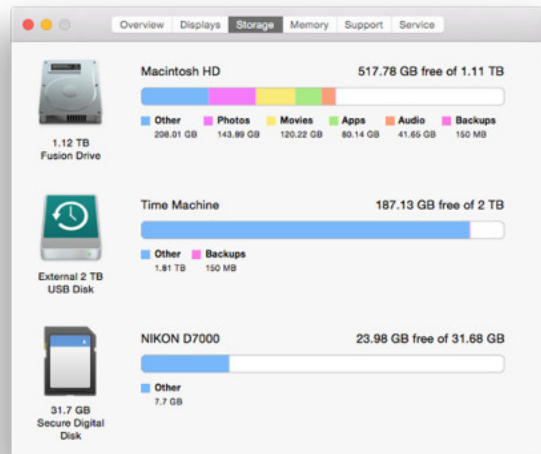 Overview Displays Storage Memory Support Service
Macintosh HD 517.78 GB free of 1.11 TB
Other Photos Movies Apps Audio Backups
208.01 GB 143.89 GB 120.22 GB 80.14 GB 41.65 GB 150 MB
1.12 TB
Fusion Drive
Time Machine 187.13 GB free of 2 TB
Other Backups
1.81 TB 150 MB
External 2 TB
USB Disk
NIKON D7000 23.98 GB free of 31.68 GB
Other
7.7 GB
31.7 GB
Secure Digital
Disk